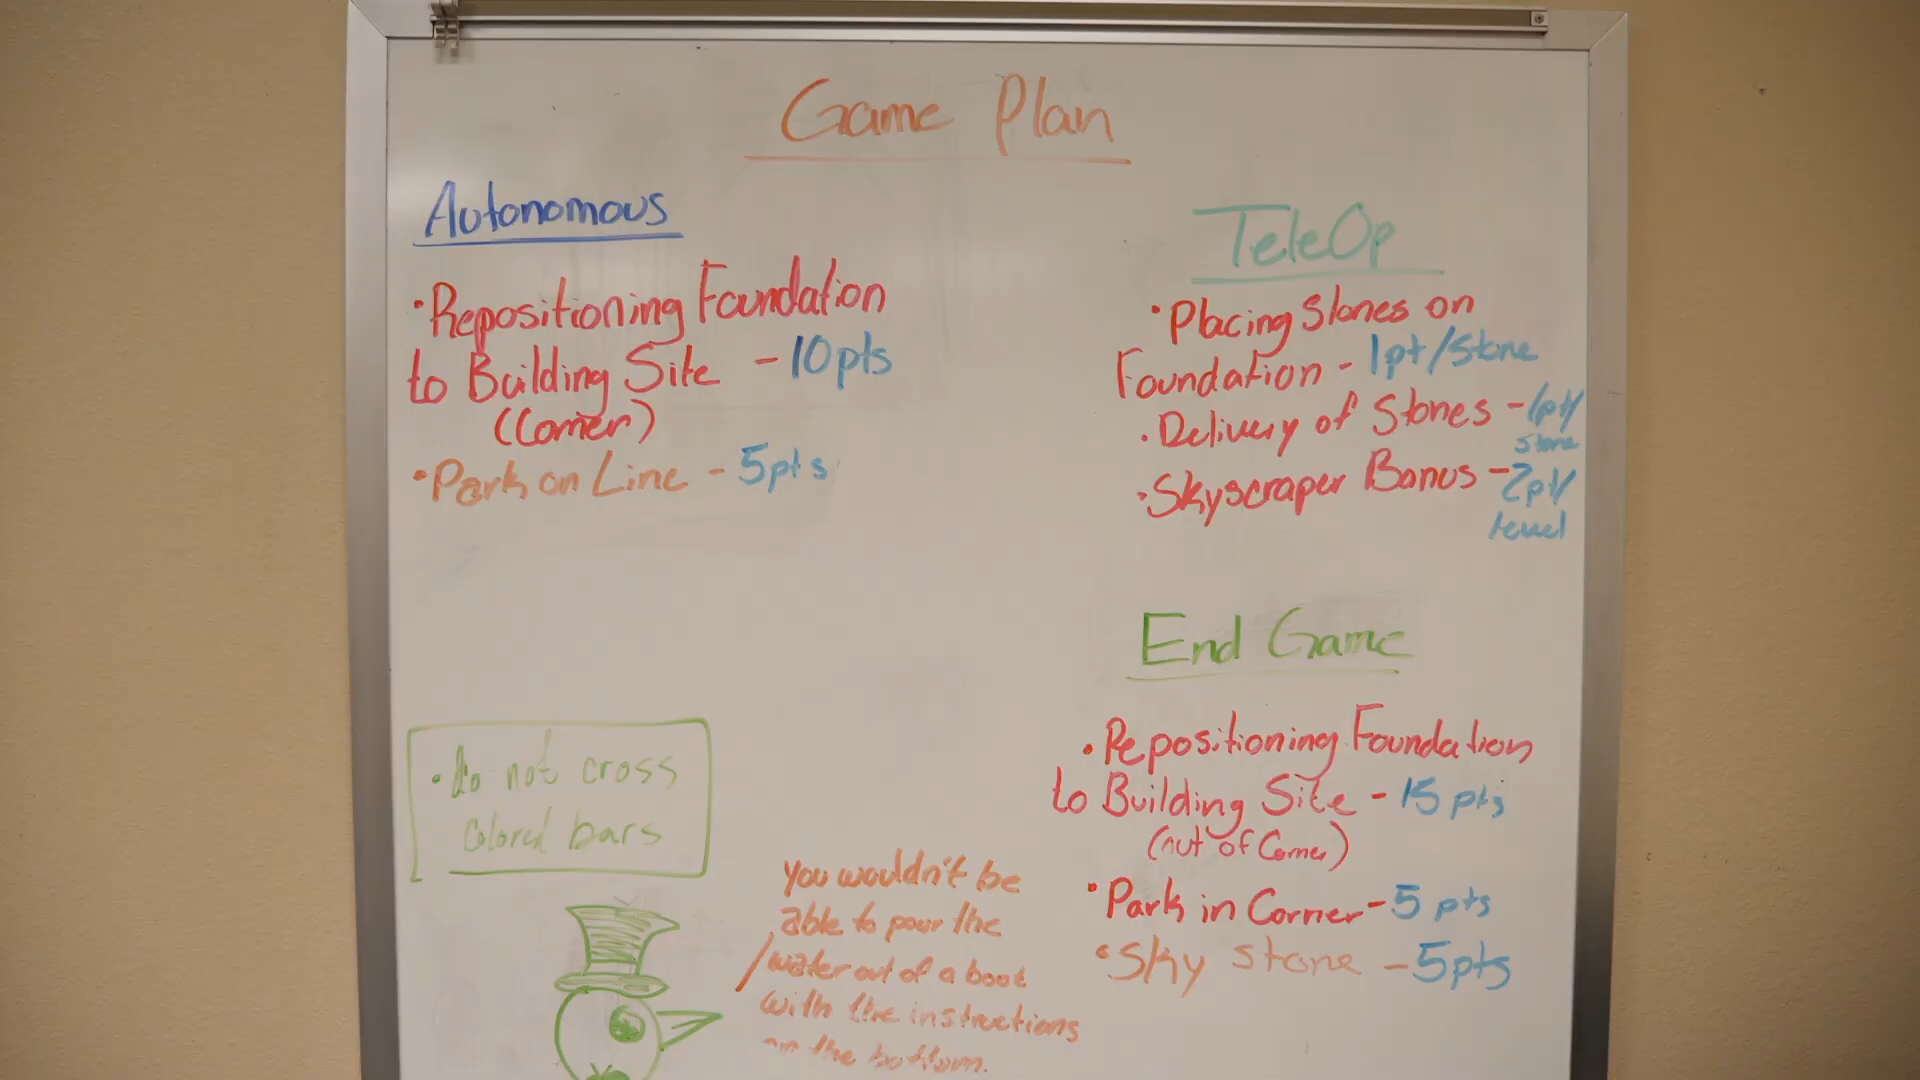 Game Plan
Autonomous
• Repositioning Foundation
to Building Site - 10pts
(Corner)
• Park on Line - 5pts
TeleOp
• Placing Stones on
Foundation - 1pt/Stone
• Delivery of Stones - 1pt/
stone
• Skyscraper Bonus - 2pt/
level
End Game
• Repositioning Foundation
to Building Site - 15 pts
(out of Corner)
• Park in Corner - 5 pts
• Sky stone - 5pts
• do not cross
colored bars
you wouldn't be
able to pour the
water out of a boot
with the instructions
on the bottom.